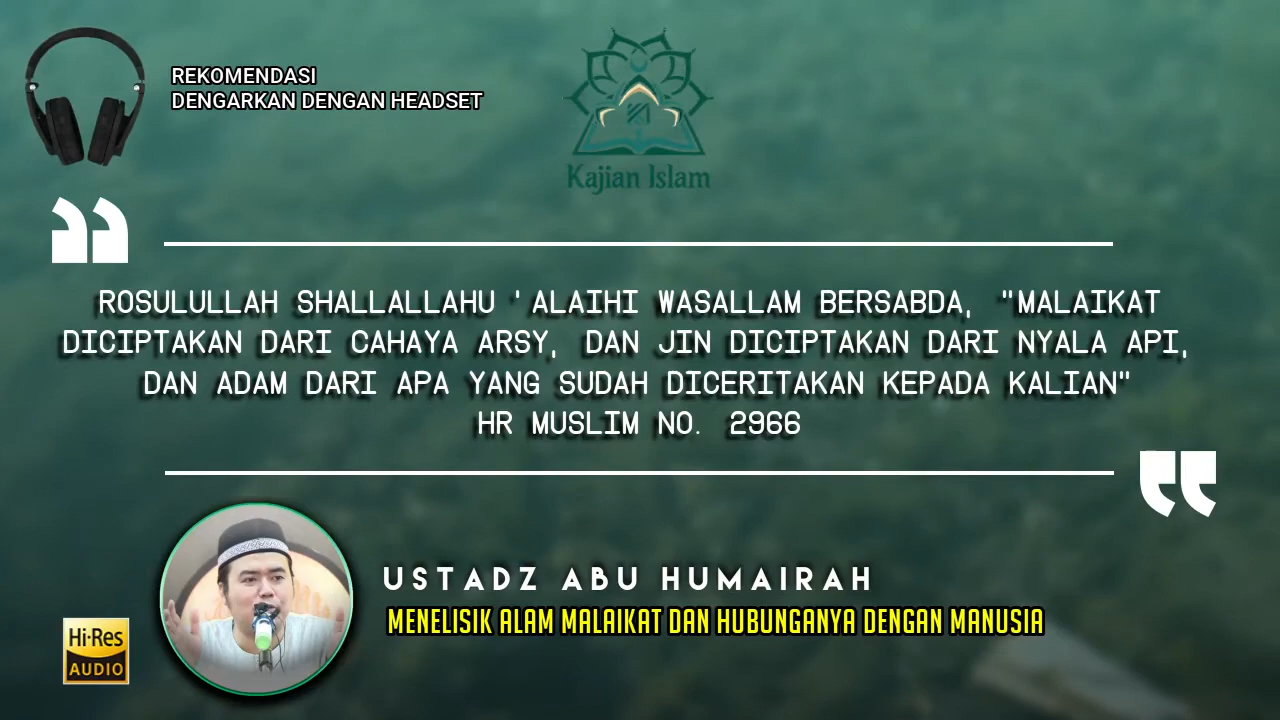 REKOMENDASI
DENGARKAN DENGAN HEADSET
Kajian Islam
ROSULULLAH SHALLALLAHU 'ALAIHI WASALLAM BERSABDA, "MALAIKAT
DICIPTAKAN DARI CAHAYA ARSY, DAN JIN DICIPTAKAN DARI NYALA API,
DAN ADAM DARI APA YANG SUDAH DICERITAKAN KEPADA KALIAN"
HR MUSLIM NO. 2966
USTADZ ABU HUMAIRAH
MENELISIK ALAM MALAIKAT DAN HUBUNGANYA DENGAN MANUSIA
Hi-Res
AUDIO